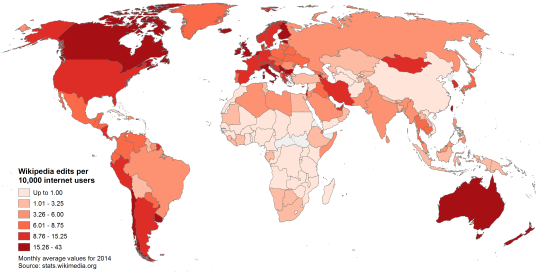 Wikipedia edits per
10,000 internet users
Up to 1.00
1.01 - 3.25
3.26 - 6.00
6.01 - 8.75
8.76 - 15.25
15.26 - 43
Monthly average values for 2014
Source: stats.wikimedia.org